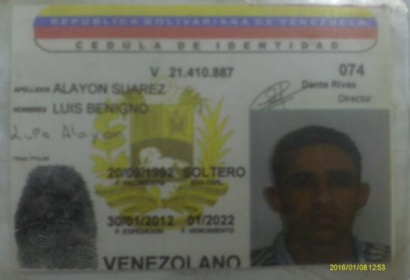 REPUBLICA BOLIVARIANA DE VENEZUELA
CEDULA DE IDENTIDAD
V 21.410.887 074
APELLIDOS ALAYON SUAREZ Dante Rivas
NOMBRES LUIS BENIGNO Director
Luis Alayon
FIRMA TITULAR
20/09/1992 SOLTERO
F. NACIMIENTO EDO. CIVIL
30/01/2012 01/2022
F. EXPEDICION F. VENCIMIENTO
VENEZOLANO
2016/01/08 12:53